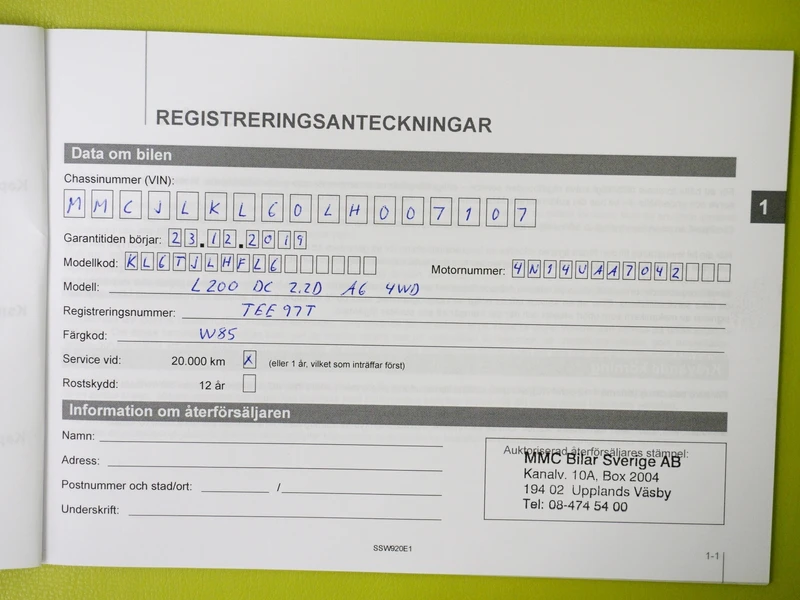 REGISTRERINGSANTECKNINGAR
Data om bilen
1
Chassinummer (VIN):
MMCJLKL60LH007107
Garantitiden börjar: 23.12.2019
Modellkod: KL6TJLHFL6
Motornummer: 4N14UAA7042
Modell: L200 DC 2.2D A6 4WD
Registreringsnummer: TEE97T
Färgkod: W85
Service vid: 20.000 km X (eller 1 år, vilket som inträffar först)
Rostskydd: 12 år
Information om återförsäljaren
Namn:
Adress:
Postnummer och stad/ort: /
Underskrift:
Auktoriserad återförsäljares stämpel:
MMC Bilar Sverige AB
Kanalv. 10A, Box 2004
194 02 Upplands Väsby
Tel: 08-474 54 00
SSW920E1
1-1